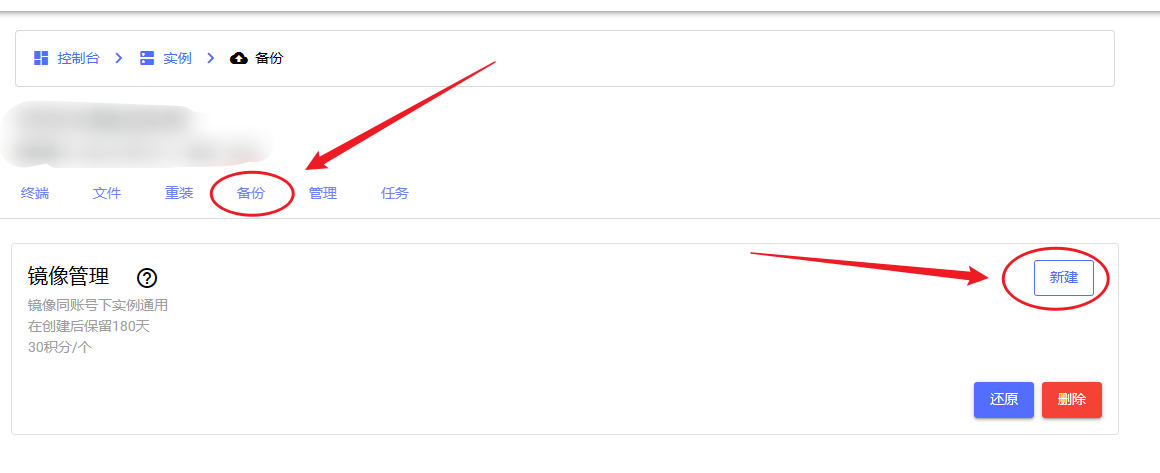 控制台 实例 备份
终端 文件 重装 备份 管理 任务
镜像管理
新建
镜像同账号下实例通用
在创建后保留180天
30积分/个
还原 删除